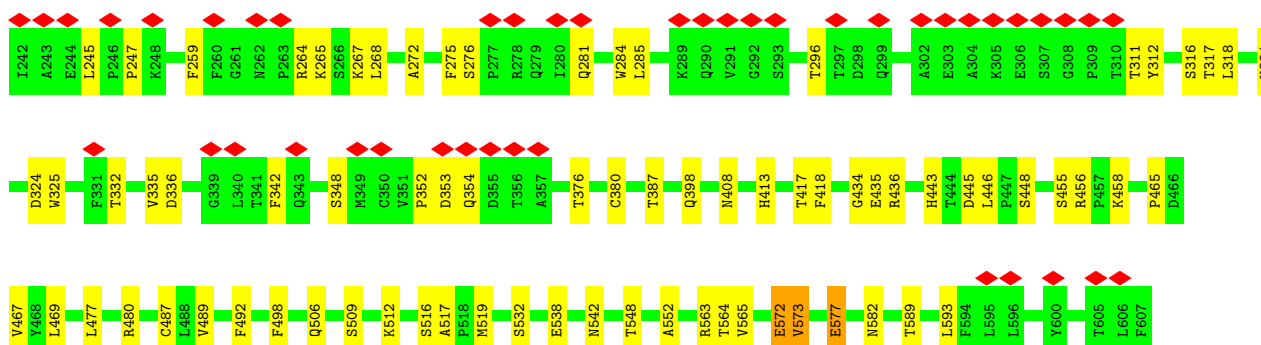 I242 A243 E244 L245 P246 P247 K248 F259 F260 G261 N262 P263 R264 K265 S266 K267 L268 A272 F275 S276 P277 R278 Q279 I280 Q281 W284 L285 K289 Q290 V291 G292 S293 T296 T297 D298 Q299 A302 E303 A304 K305 E306 S307 G308 P309 T310 T311 Y312 S316 T317 L318
D324 W325 F331 T332 V335 D336 G339 L340 T341 F342 Q343 S348 M349 C350 V351 P352 D353 Q354 D355 T356 A357 T376 C380 T387 Q398 N408 H413 T417 F418 G434 E435 R436 H443 T444 D445 L446 P447 S448 S455 R456 P457 K458 P465 D466
V467 Y468 L469 L477 R480 C487 L488 V489 F492 F498 Q506 S509 K512 S516 A517 P518 M519 S532 E538 N542 T548 A552 R563 T564 V565 E572 V573 E577 N582 T589 L593 F594 L595 L596 Y600 T605 L606 F607